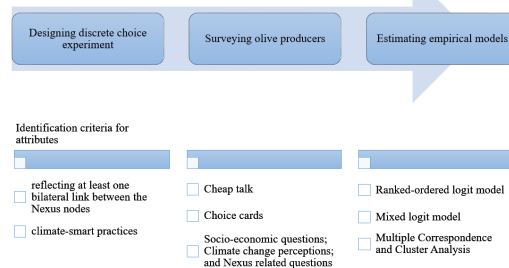 Designing discrete choice
experiment
Surveying olive producers
Estimating empirical models
Identification criteria for
attributes
reflecting at least one
bilateral link between the
Nexus nodes
climate-smart practices
Cheap talk
Choice cards
Socio-economic questions;
Climate change perceptions;
and Nexus related questions
Ranked-ordered logit model
Mixed logit model
Multiple Correspondence
and Cluster Analysis